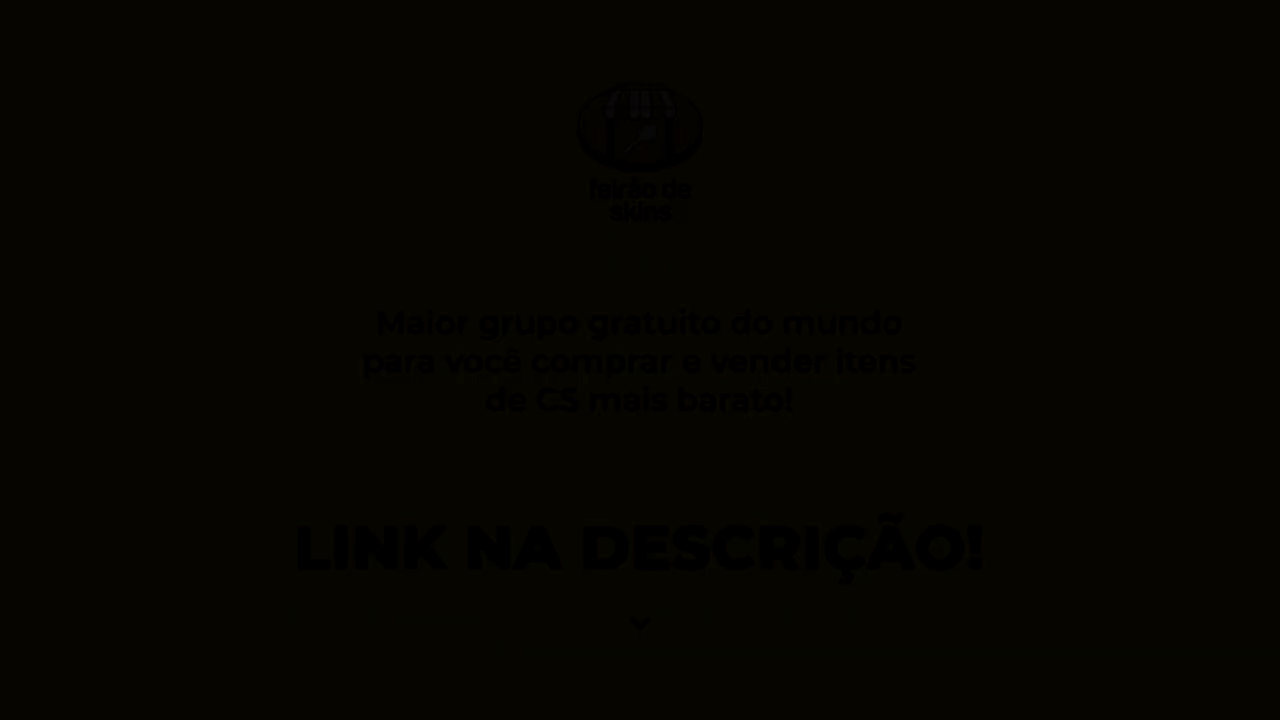 feirão de
skins
Maior grupo gratuito do mundo
para você comprar e vender itens
de CS mais barato!
LINK NA DESCRIÇÃO!